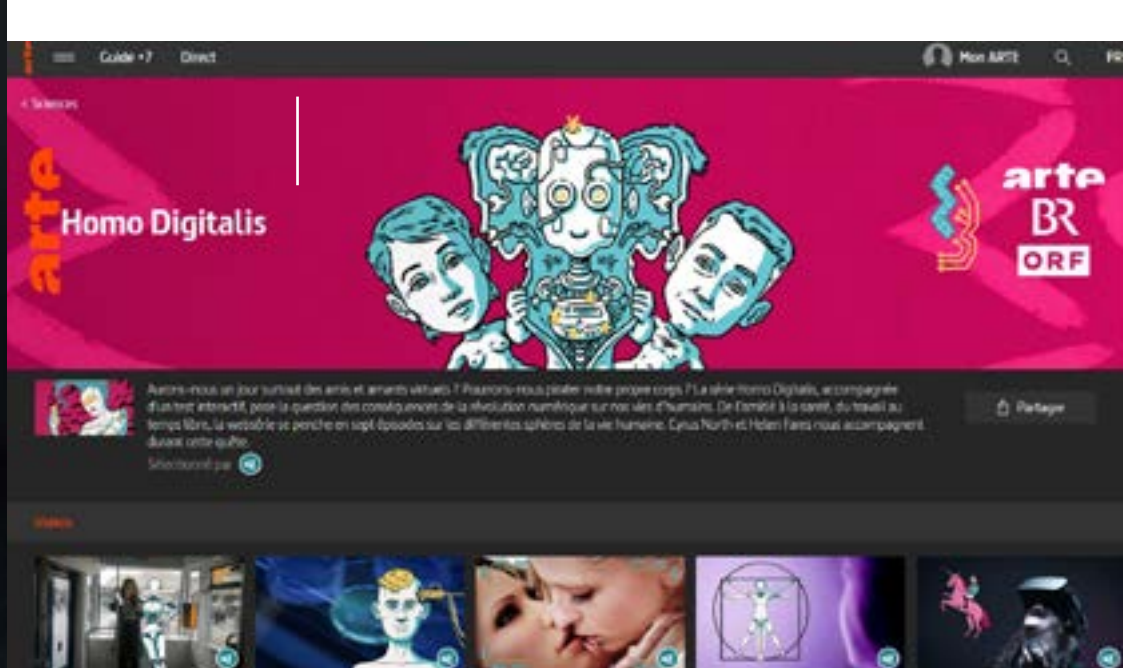 arte
Guide +7 Direct
Mon ARTE
FR
< Sciences
arte
Homo Digitalis
arte
BR
ORF
Aurons-nous un jour surtout des amis et amants virtuels ? Pourrons-nous pirater notre propre corps ? La série Homo Digitalis, accompagnée
d'un test interactif, pose la question des conséquences de la révolution numérique sur nos vies d'humains. De l'amitié à la santé, du travail au
temps libre, la websérie se penche en sept épisodes sur les différentes sphères de la vie humaine. Cyrus North et Helen Fares nous accompagnent
durant cette quête.
Partager
Sélectionné par
Vidéos